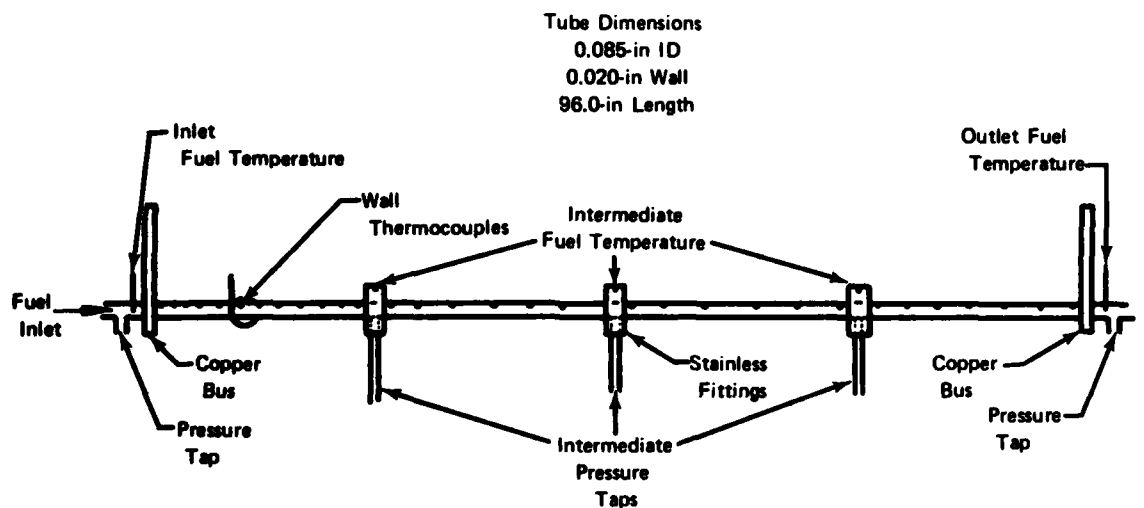 Tube Dimensions
0.085-in ID
0.020-in Wall
96.0-in Length
Inlet
Fuel Temperature
Outlet Fuel
Temperature
Wall
Thermocouples
Intermediate
Fuel Temperature
Fuel
Inlet
Copper
Bus
Stainless
Fittings
Copper
Bus
Pressure
Tap
Intermediate
Pressure
Taps
Pressure
Tap